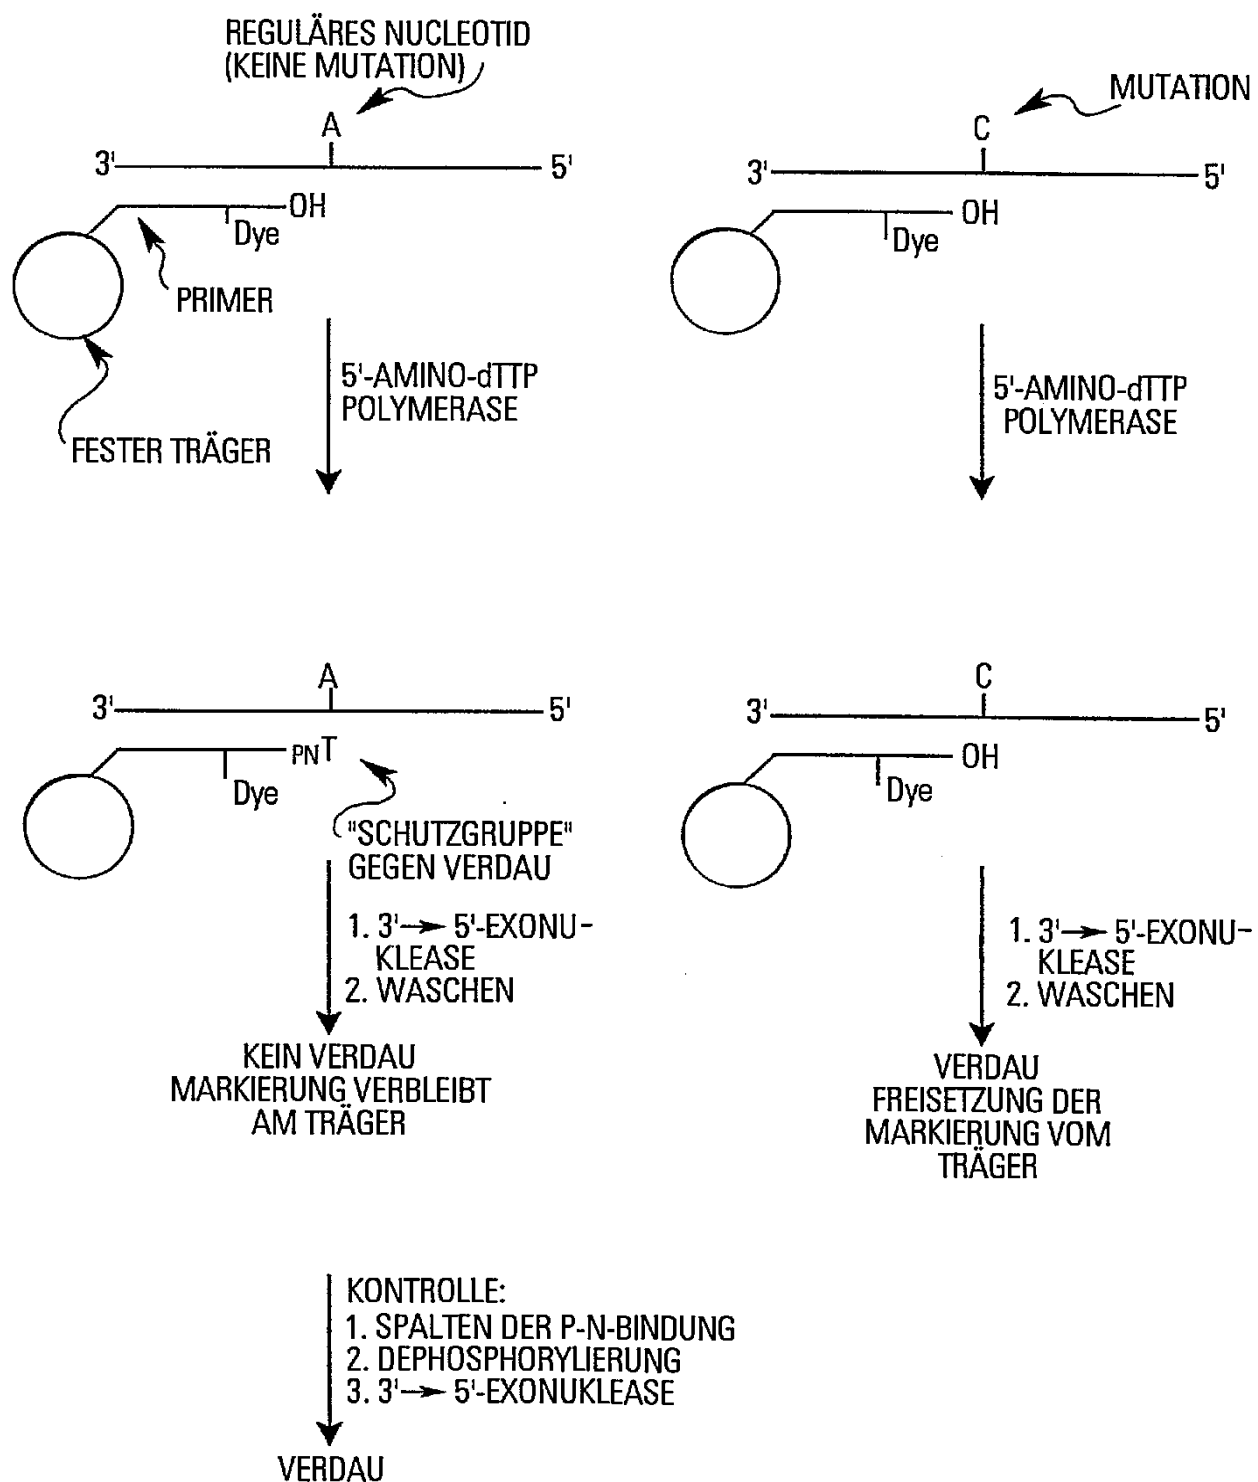 REGULÄRES NUCLEOTID
(KEINE MUTATION)
A
3' 5'
OH
Dye
PRIMER
FESTER TRÄGER
5'-AMINO-dTTP
POLYMERASE
MUTATION
C
3' 5'
OH
Dye
5'-AMINO-dTTP
POLYMERASE
A
3' 5'
PNT
Dye
"SCHUTZGRUPPE"
GEGEN VERDAU
1. 3'→ 5'-EXONU-
KLEASE
2. WASCHEN
KEIN VERDAU
MARKIERUNG VERBLEIBT
AM TRÄGER
C
3' 5'
OH
Dye
1. 3'→ 5'-EXONU-
KLEASE
2. WASCHEN
VERDAU
FREISETZUNG DER
MARKIERUNG VOM
TRÄGER
KONTROLLE:
1. SPALTEN DER P-N-BINDUNG
2. DEPHOSPHORYLIERUNG
3. 3'→ 5'-EXONUKLEASE
VERDAU